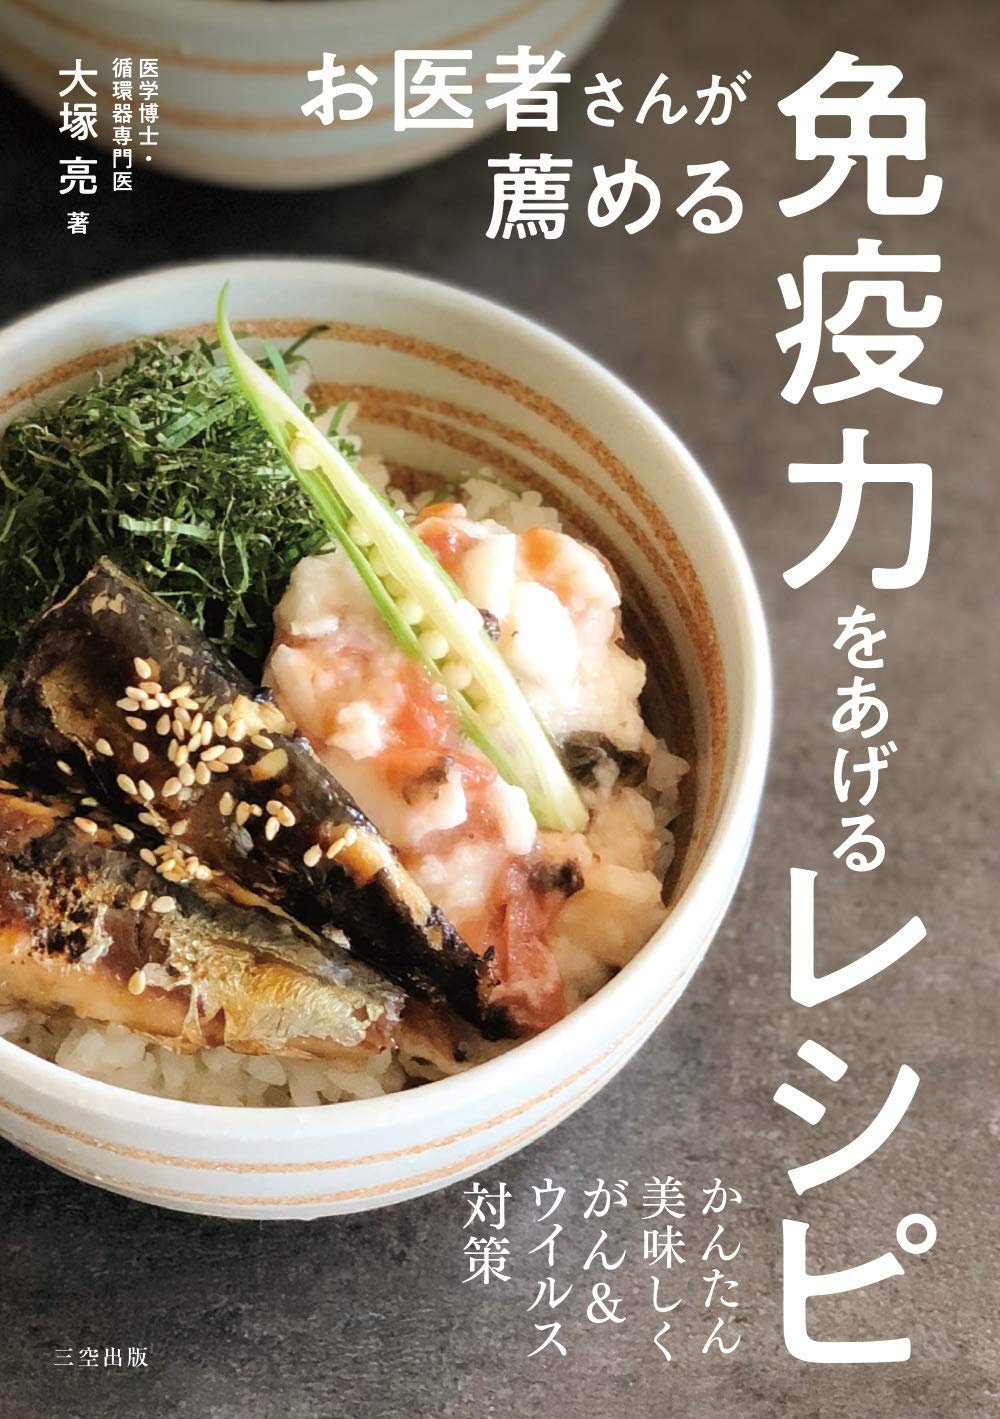 お医者さんが
薦める
免疫力をあげるレシピ
医学博士・
循環器専門医
大塚亮 著
かんたん
美味しく
がん&
ウイルス
対策
三空出版